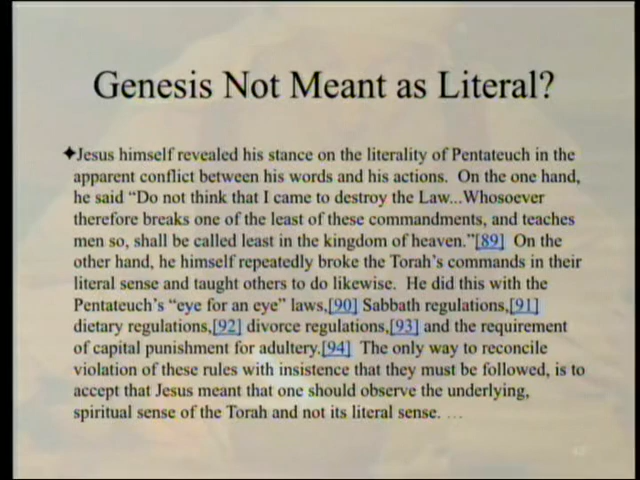 Genesis Not Meant as Literal?
✦Jesus himself revealed his stance on the literality of Pentateuch in the
apparent conflict between his words and his actions.  On the one hand,
he said “Do not think that I came to destroy the Law...Whosoever
therefore breaks one of the least of these commandments, and teaches
men so, shall be called least in the kingdom of heaven.”[89]  On the
other hand, he himself repeatedly broke the Torah’s commands in their
literal sense and taught others to do likewise.  He did this with the
Pentateuch’s “eye for an eye” laws,[90] Sabbath regulations,[91]
dietary regulations,[92] divorce regulations,[93] and the requirement
of capital punishment for adultery.[94]  The only way to reconcile
violation of these rules with insistence that they must be followed, is to
accept that Jesus meant that one should observe the underlying,
spiritual sense of the Torah and not its literal sense. …